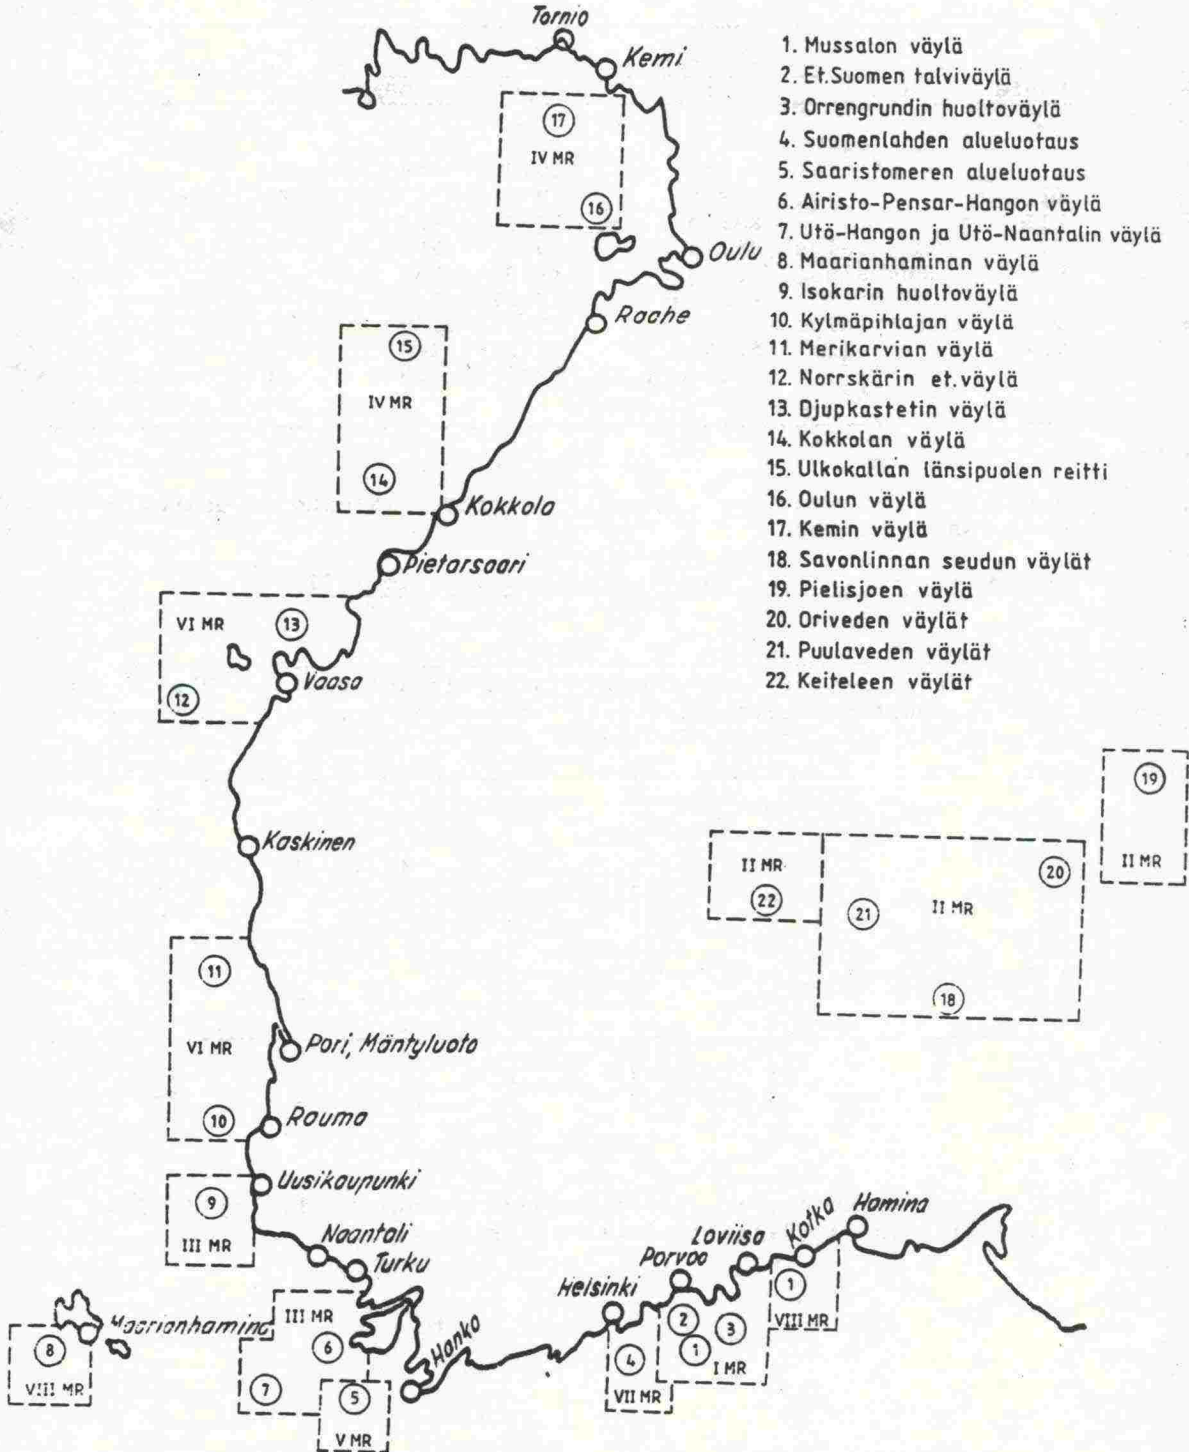 Tornio
Kemi
17
IV MR
16
Oulu
Raahe
15
IV MR
14
Kokkola
Pietarsaari
VI MR
13
12
Vaasa
Kaskinen
11
VI MR
Pori, Mäntyluoto
10
Rauma
Uusikaupunki
9
III MR
Naantali
Turku
Maarianhamina
8
VIII MR
III MR
6
7
5
V MR
Hanko
Helsinki
4
VII MR
Porvoo
2
1
3
I MR
Loviisa
Kotka
1
VIII MR
Hamina
1. Mussalon väylä
2. Et.Suomen talviväylä
3. Orrengrundin huoltoväylä
4. Suomenlahden alueluotaus
5. Saaristomeren alueluotaus
6. Airisto-Pensar-Hangon väylä
7. Utö-Hangon ja Utö-Naantalin väylä
8. Maarianhaminan väylä
9. Isokarin huoltoväylä
10. Kylmäpihlajan väylä
11. Merikarvian väylä
12. Norrskärin et.väylä
13. Djupkastetin väylä
14. Kokkolan väylä
15. Ulkokallan länsipuolen reitti
16. Oulun väylä
17. Kemin väylä
18. Savonlinnan seudun väylät
19. Pielisjoen väylä
20. Oriveden väylät
21. Puulaveden väylät
22. Keiteleen väylät
19
II MR
II MR
22
20
21
II MR
18